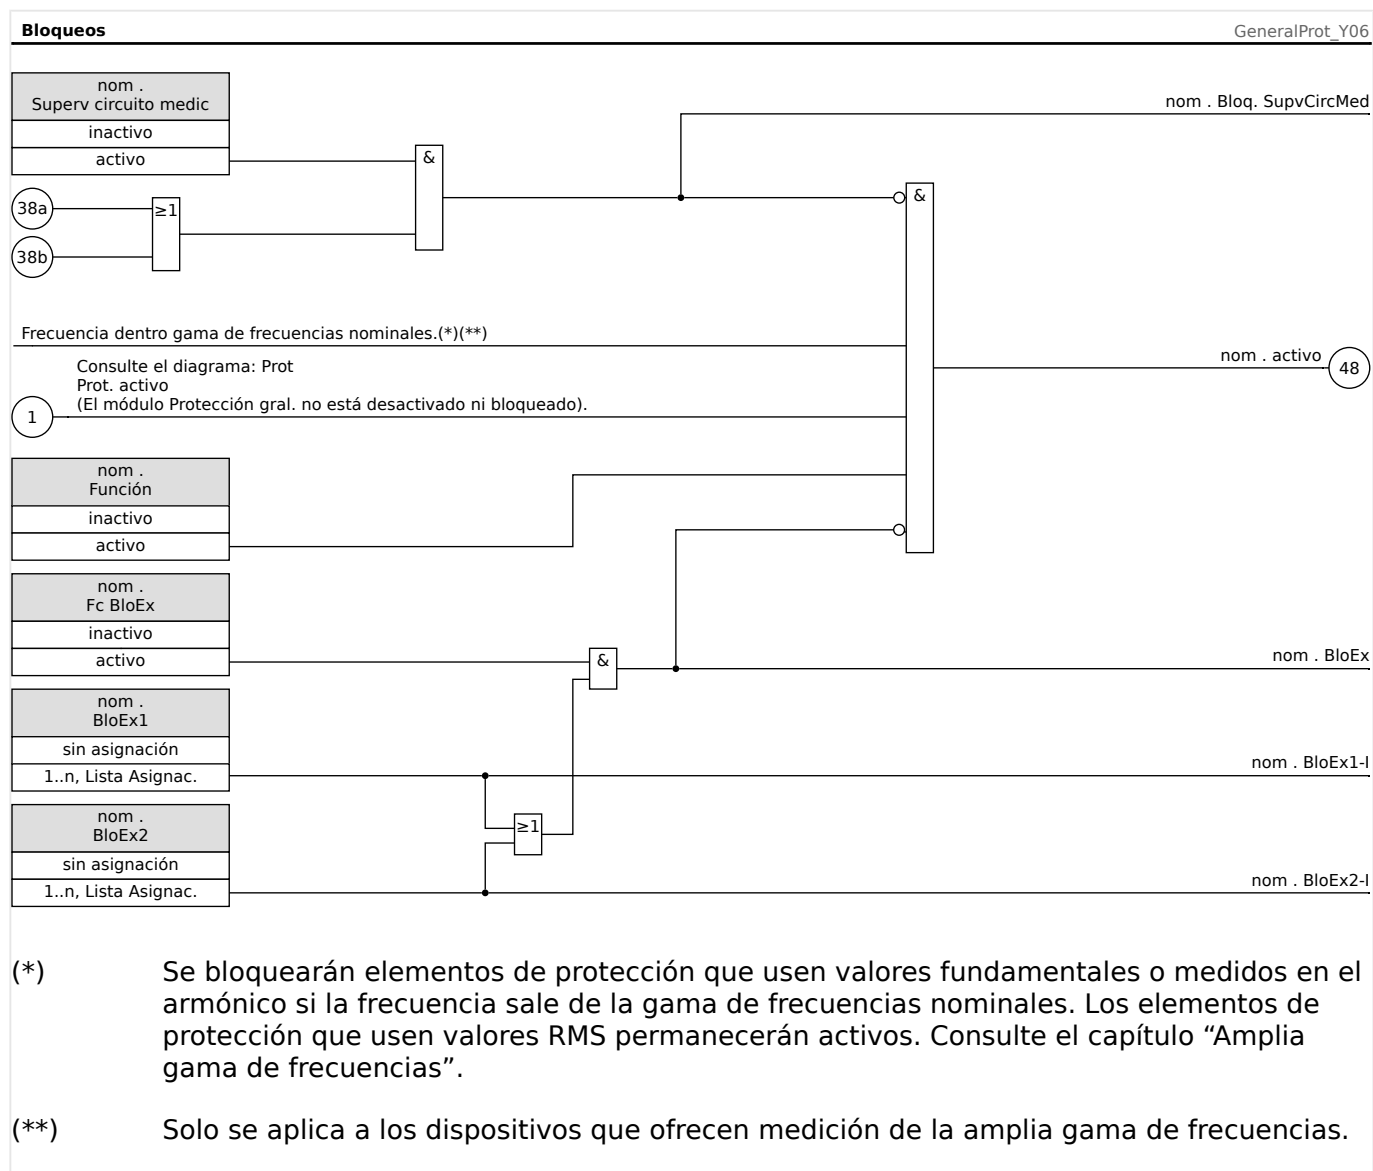 Bloqueos
GeneralProt_Y06
nom .
Superv circuito medic
inactivo
activo
nom . Bloq. SupvCircMed
&
38a
≥1
38b
&
Frecuencia dentro gama de frecuencias nominales.(*)(**)
Consulte el diagrama: Prot
Prot. activo
(El módulo Protección gral. no está desactivado ni bloqueado).
1
nom . activo
48
nom .
Función
inactivo
activo
nom .
Fc BloEx
inactivo
activo
&
nom . BloEx
nom .
BloEx1
sin asignación
1..n, Lista Asignac.
nom . BloEx1-I
nom .
BloEx2
sin asignación
1..n, Lista Asignac.
≥1
nom . BloEx2-I
(*) Se bloquearán elementos de protección que usen valores fundamentales o medidos en el
armónico si la frecuencia sale de la gama de frecuencias nominales. Los elementos de
protección que usen valores RMS permanecerán activos. Consulte el capítulo “Amplia
gama de frecuencias”.
(**) Solo se aplica a los dispositivos que ofrecen medición de la amplia gama de frecuencias.